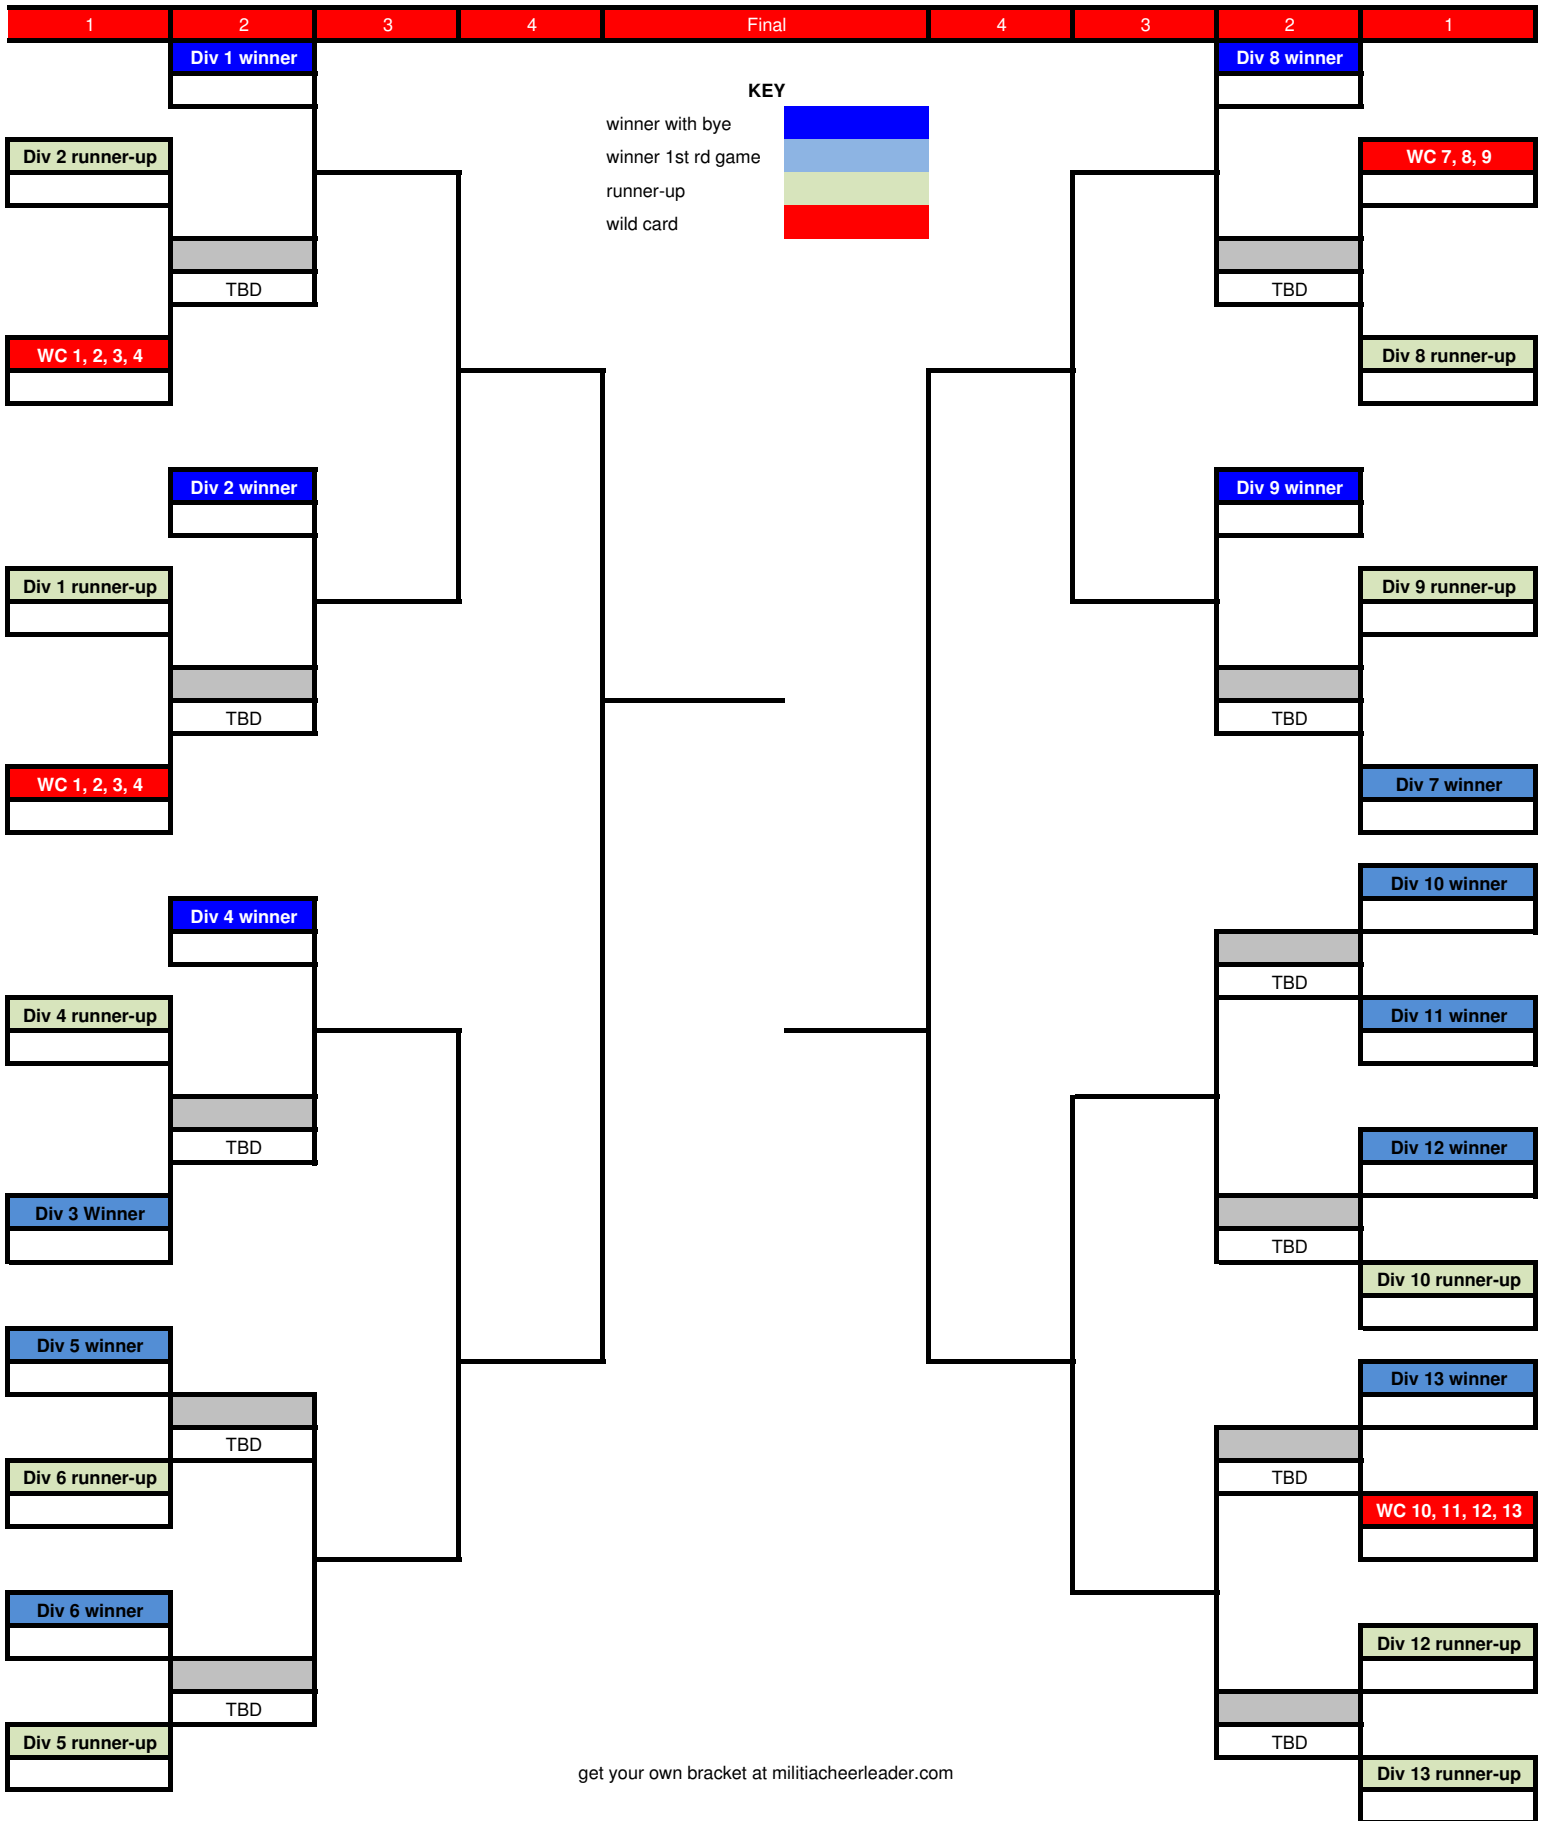 1 2 3 4 Final 4 3 2 1
Div 1 winner Div 8 winner
KEY
winner with bye
Div 2 runner-up winner 1st rd game WC 7, 8, 9
runner-up
wild card
TBD TBD
WC 1, 2, 3, 4 Div 8 runner-up
Div 2 winner Div 9 winner
Div 1 runner-up Div 9 runner-up
TBD TBD
WC 1, 2, 3, 4 Div 7 winner
Div 10 winner
Div 4 winner
TBD
Div 4 runner-up Div 11 winner
TBD Div 12 winner
Div 3 Winner
TBD
Div 10 runner-up
Div 5 winner
Div 13 winner
TBD
Div 6 runner-up TBD
WC 10, 11, 12, 13
Div 6 winner
Div 12 runner-up
TBD
Div 5 runner-up TBD
get your own bracket at militiacheerleader.com Div 13 runner-up